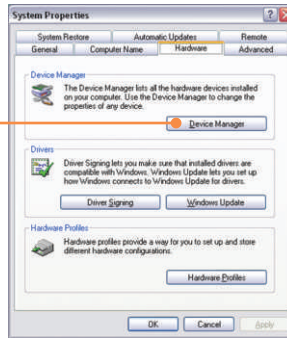 System Properties
System Restore Automatic Updates Remote
General Computer Name Hardware Advanced
Device Manager
The Device Manager lists all the hardware devices installed
on your computer. Use the Device Manager to change the
properties of any device.
Device Manager
Drivers
Driver Signing lets you make sure that installed drivers are
compatible with Windows. Windows Update lets you set up
how Windows connects to Windows Update for drivers.
Driver Signing Windows Update
Hardware Profiles
Hardware profiles provide a way for you to set up and store
different hardware configurations.
Hardware Profiles
OK Cancel Apply